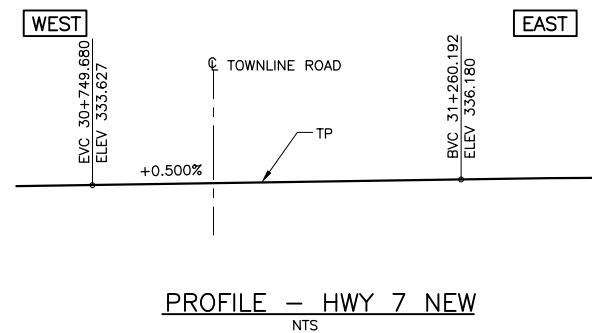 WEST
EAST
EVC 30+749.680
ELEV 333.627
℄ TOWNLINE ROAD
BVC 31+260.192
ELEV 336.180
TP
+0.500%
PROFILE – HWY 7 NEW
NTS